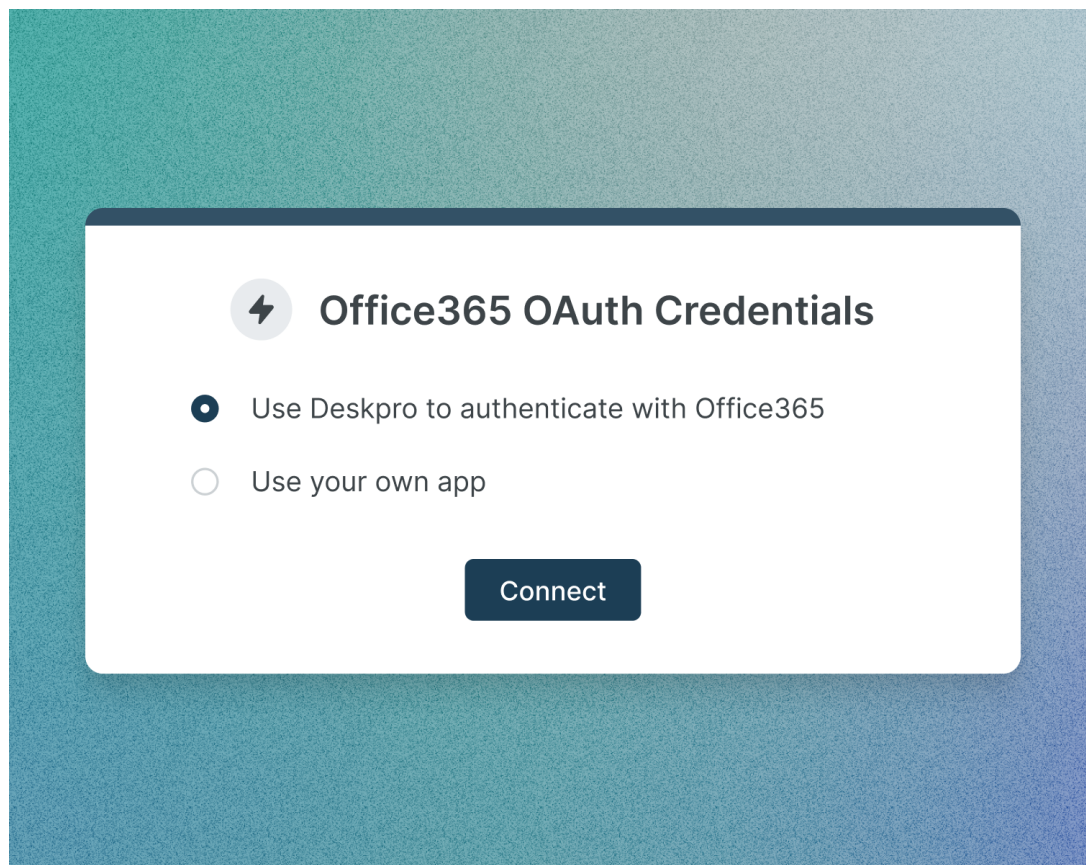 Office365 OAuth Credentials
Use Deskpro to authenticate with Office365
Use your own app
Connect